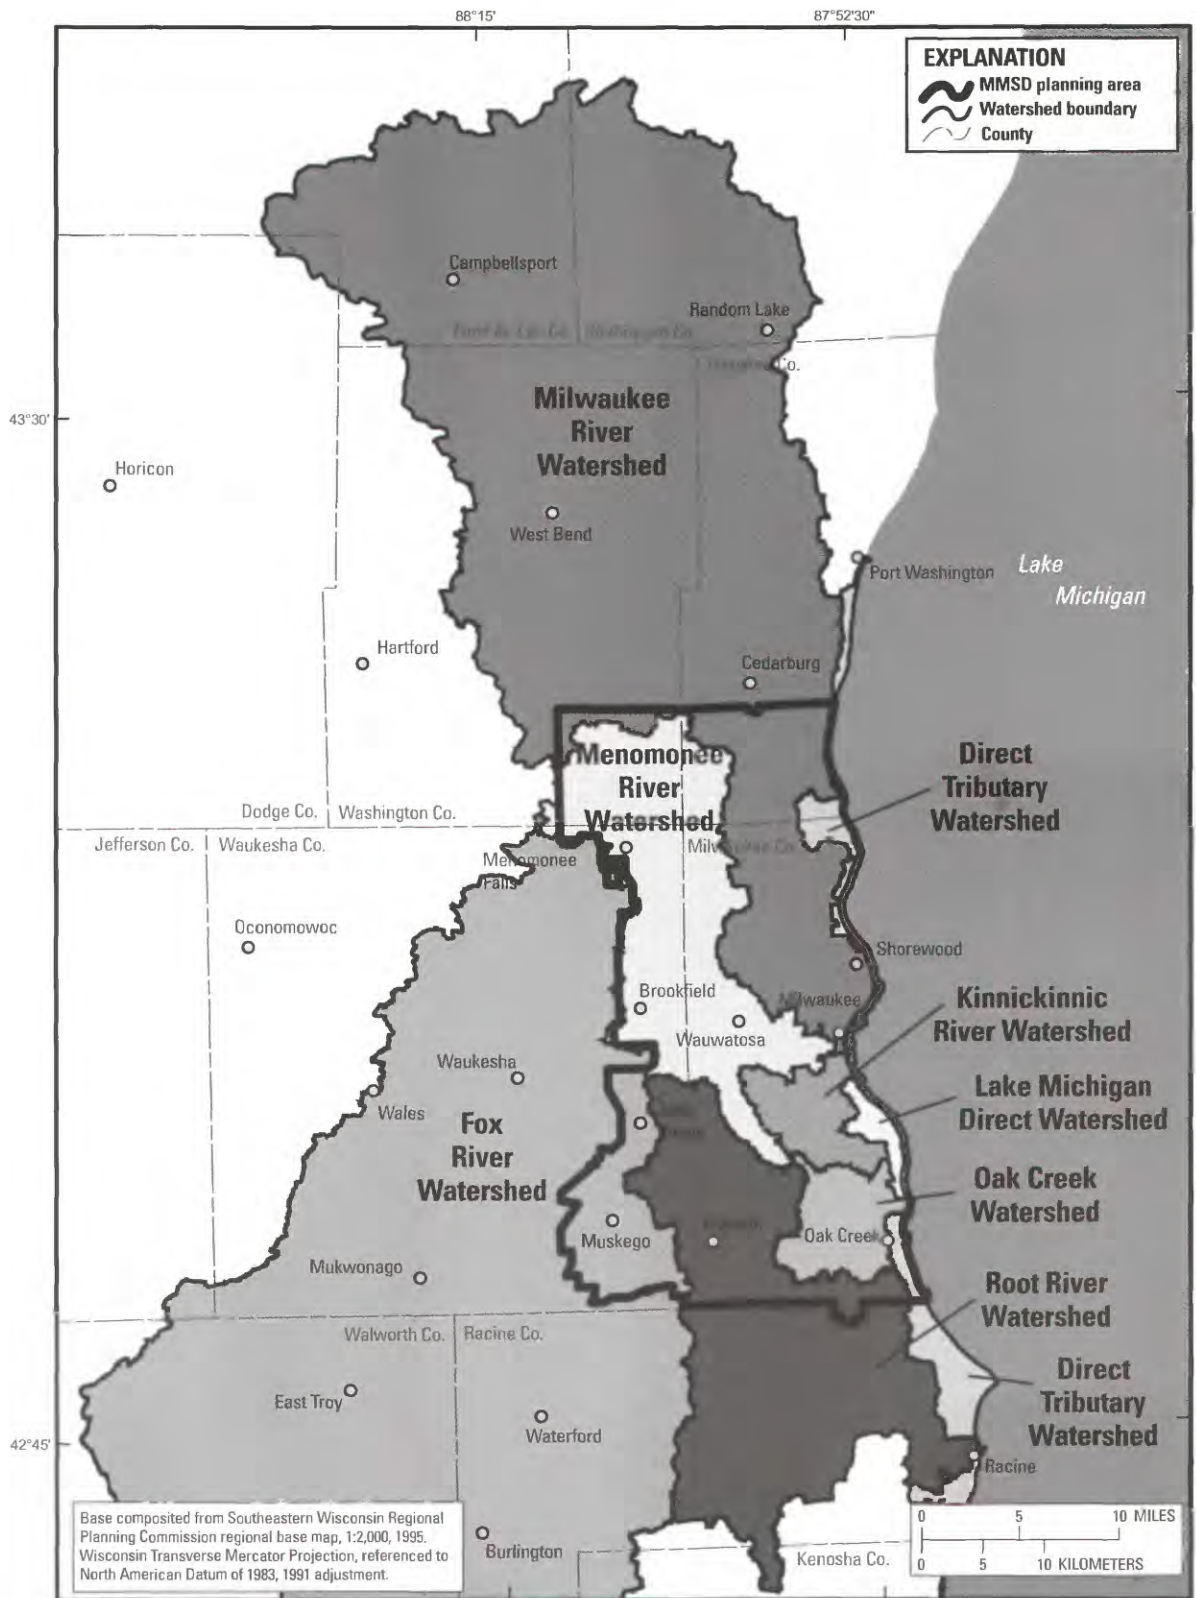 88°15'
87°52'30"
EXPLANATION
MMSD planning area
Watershed boundary
County
Campbellsport
Random Lake
Co.
43°30'
Milwaukee
River
Watershed
Horicon
West Bend
Port Washington
Lake
Michigan
Hartford
Cedarburg
Menomonee
River
Watershed
Direct
Tributary
Watershed
Dodge Co.
Washington Co.
Jefferson Co.
Waukesha Co.
Menomonee
Falls
Milwaukee Co.
Oconomowoc
Shorewood
Brookfield
Milwaukee
Wauwatosa
Kinnickinnic
River Watershed
Waukesha
Wales
Lake Michigan
Direct Watershed
Fox
River
Watershed
Oak Creek
Watershed
Muskego
Oak Creek
Mukwonago
Root River
Watershed
Walworth Co.
Racine Co.
East Troy
Waterford
Direct
Tributary
Watershed
42°45'
Racine
Base composited from Southeastern Wisconsin Regional
Planning Commission regional base map, 1:2,000, 1995.
Wisconsin Transverse Mercator Projection, referenced to
North American Datum of 1983, 1991 adjustment.
Burlington
Kenosha Co.
0 5 10 MILES
0 5 10 KILOMETERS